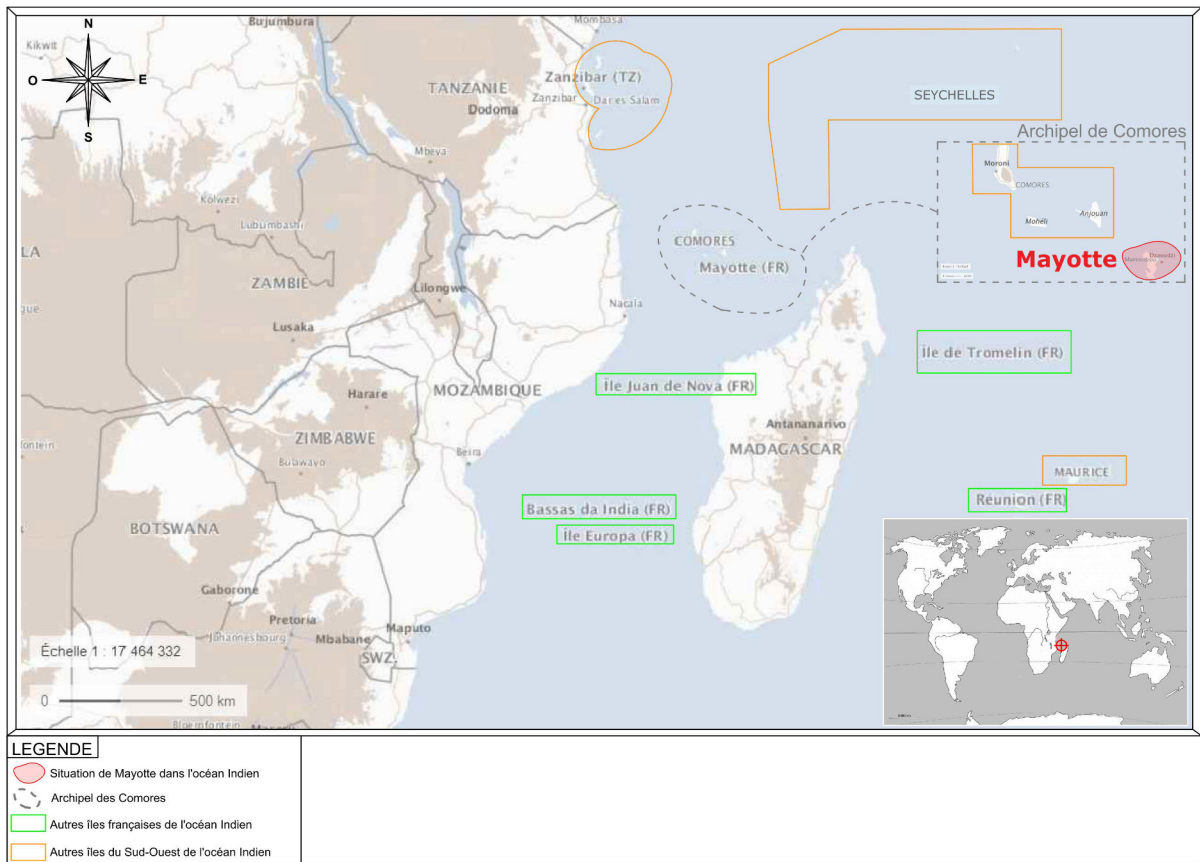 N
O
E
S
Kikwit
Bujumbura
Mombasa
TANZANIE
Dodoma
Zanzibar (TZ)
Zanzibar
Dar es Salam
SEYCHELLES
Archipel de Comores
Mbeya
Moroni
COMORES
Mohéli
Anjouan
Kolwezi
Lubumbashi
COMORES
Mayotte (FR)
Mayotte
LA
ZAMBIE
Lilongwe
Nacala
Lusaka
Île de Tromelin (FR)
MOZAMBIQUE
Île Juan de Nova (FR)
Harare
Antananarivo
ZIMBABWE
MADAGASCAR
Beira
Bulawayo
MAURICE
Réunion (FR)
Bassas da India (FR)
BOTSWANA
Île Europa (FR)
Gaborone
Pretoria
Johannesbourg
Mbabane
Maputo
SWZ.
Échelle 1 : 17 464 332
0
500 km
Bloemfontein
LEGENDE
Situation de Mayotte dans l'océan Indien
Archipel des Comores
Autres îles françaises de l'océan Indien
Autres îles du Sud-Ouest de l'océan Indien